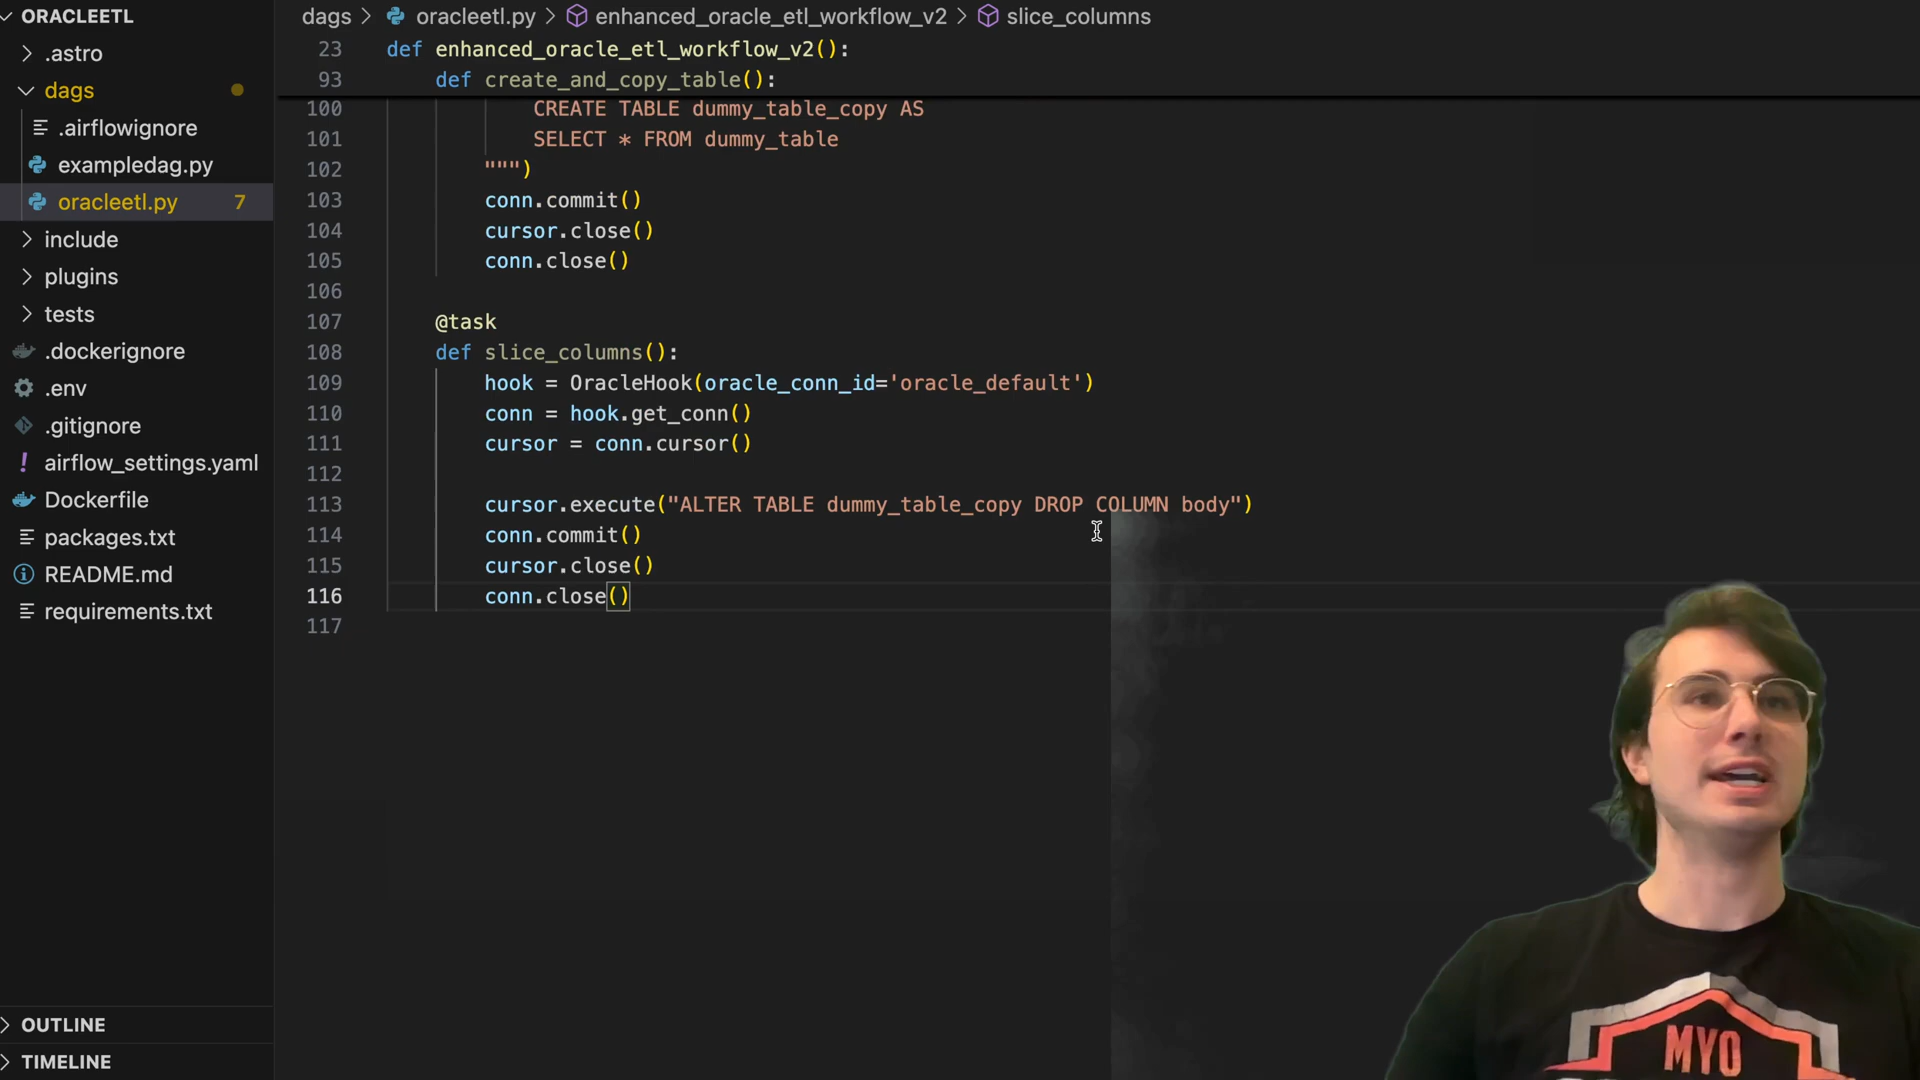 ORACLEETL
.astro
dags
.airflowignore
exampledag.py
oracleetl.py 7
include
plugins
tests
.dockerignore
.env
.gitignore
! airflow_settings.yaml
Dockerfile
packages.txt
README.md
requirements.txt
OUTLINE
TIMELINE
dags > oracleetl.py > enhanced_oracle_etl_workflow_v2 > slice_columns
23 def enhanced_oracle_etl_workflow_v2():
93 def create_and_copy_table():
100 CREATE TABLE dummy_table_copy AS
101 SELECT * FROM dummy_table
102 """)
103 conn.commit()
104 cursor.close()
105 conn.close()
106
107 @task
108 def slice_columns():
109 hook = OracleHook(oracle_conn_id='oracle_default')
110 conn = hook.get_conn()
111 cursor = conn.cursor()
112
113 cursor.execute("ALTER TABLE dummy_table_copy DROP COLUMN body")
114 conn.commit()
115 cursor.close()
116 conn.close()
117
MYO